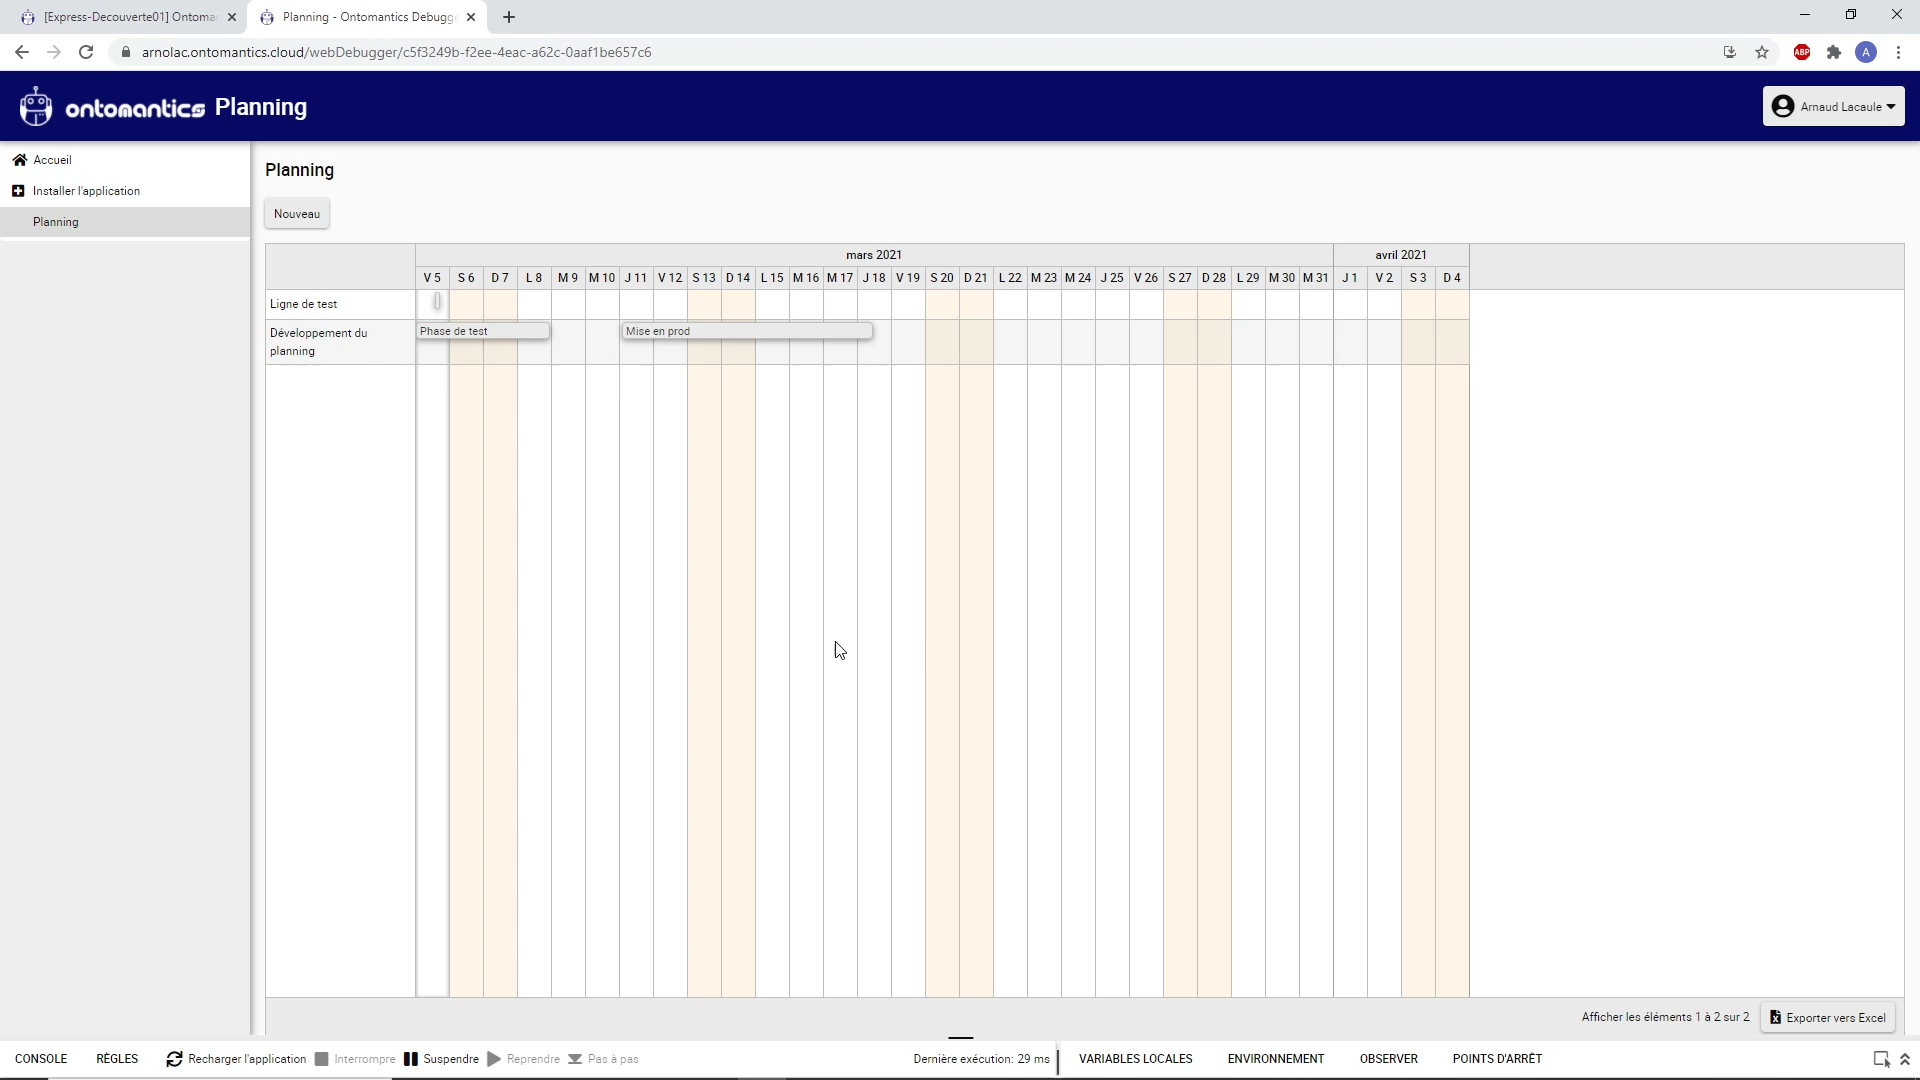 [Express-Decouverte01] Ontoma
Planning - Ontomantics Debugge
arnolac.ontomantics.cloud/webDebugger/c5f3249b-f2ee-4eac-a62c-0aaf1be657c6
ABP
A
ontomantics Planning
Arnaud Lacaule
Accueil
Installer l'application
Planning
Planning
Nouveau
mars 2021 avril 2021
V 5 S 6 D 7 L 8 M 9 M 10 J 11 V 12 S 13 D 14 L 15 M 16 M 17 J 18 V 19 S 20 D 21 L 22 M 23 M 24 J 25 V 26 S 27 D 28 L 29 M 30 M 31 J 1 V 2 S 3 D 4
Ligne de test
Développement du
planning
Phase de test
Mise en prod
Afficher les éléments 1 à 2 sur 2
Exporter vers Excel
CONSOLE RÈGLES Recharger l'application Interrompre Suspendre Reprendre Pas à pas Dernière exécution: 29 ms VARIABLES LOCALES ENVIRONNEMENT OBSERVER POINTS D'ARRÊT